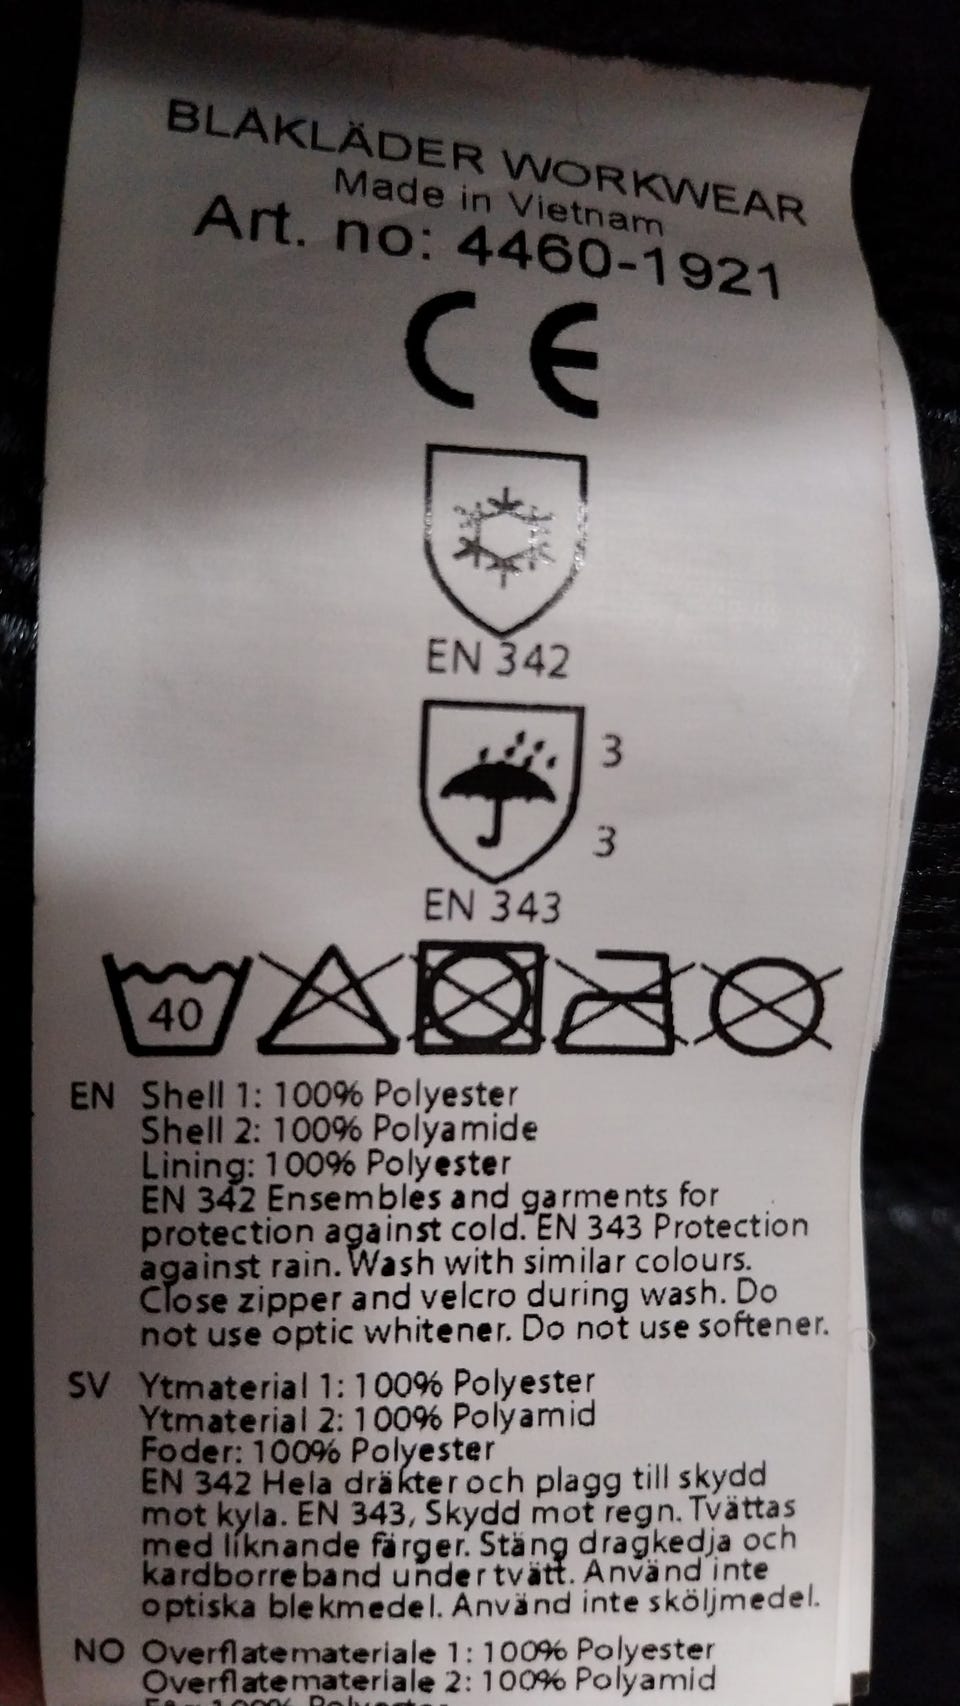 BLAKLÄDER WORKWEAR
Made in Vietnam
Art. no: 4460-1921
CE
EN 342
3
3
EN 343
40
EN Shell 1: 100% Polyester
Shell 2: 100% Polyamide
Lining: 100% Polyester
EN 342 Ensembles and garments for
protection against cold. EN 343 Protection
against rain. Wash with similar colours.
Close zipper and velcro during wash. Do
not use optic whitener. Do not use softener.
SV Ytmaterial 1: 100% Polyester
Ytmaterial 2: 100% Polyamid
Foder: 100% Polyester
EN 342 Hela dräkter och plagg till skydd
mot kyla. EN 343, Skydd mot regn. Tvättas
med liknande färger. Stäng dragkedja och
kardborreband under tvätt. Använd inte
optiska blekmedel. Använd inte sköljmedel.
NO Overflatemateriale 1: 100% Polyester
Overflatemateriale 2: 100% Polyamid
100% Polyester